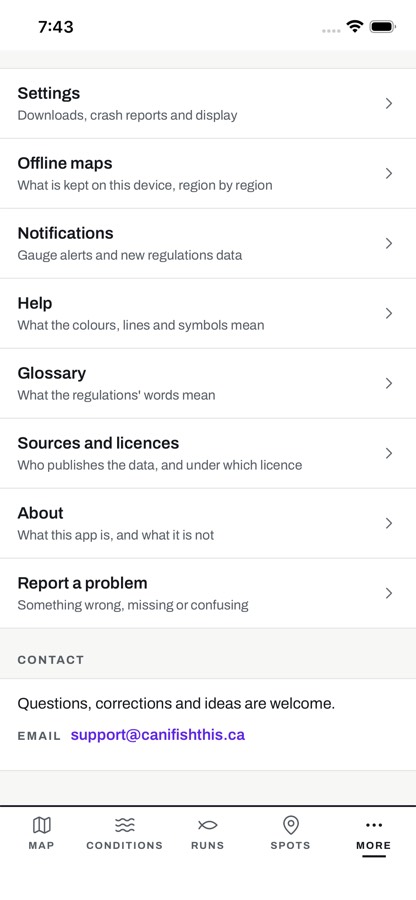 7:43
Settings
Downloads, crash reports and display
Offline maps
What is kept on this device, region by region
Notifications
Gauge alerts and new regulations data
Help
What the colours, lines and symbols mean
Glossary
What the regulations' words mean
Sources and licences
Who publishes the data, and under which licence
About
What this app is, and what it is not
Report a problem
Something wrong, missing or confusing
CONTACT
Questions, corrections and ideas are welcome.
EMAIL support@canifishthis.ca
MAP CONDITIONS RUNS SPOTS MORE